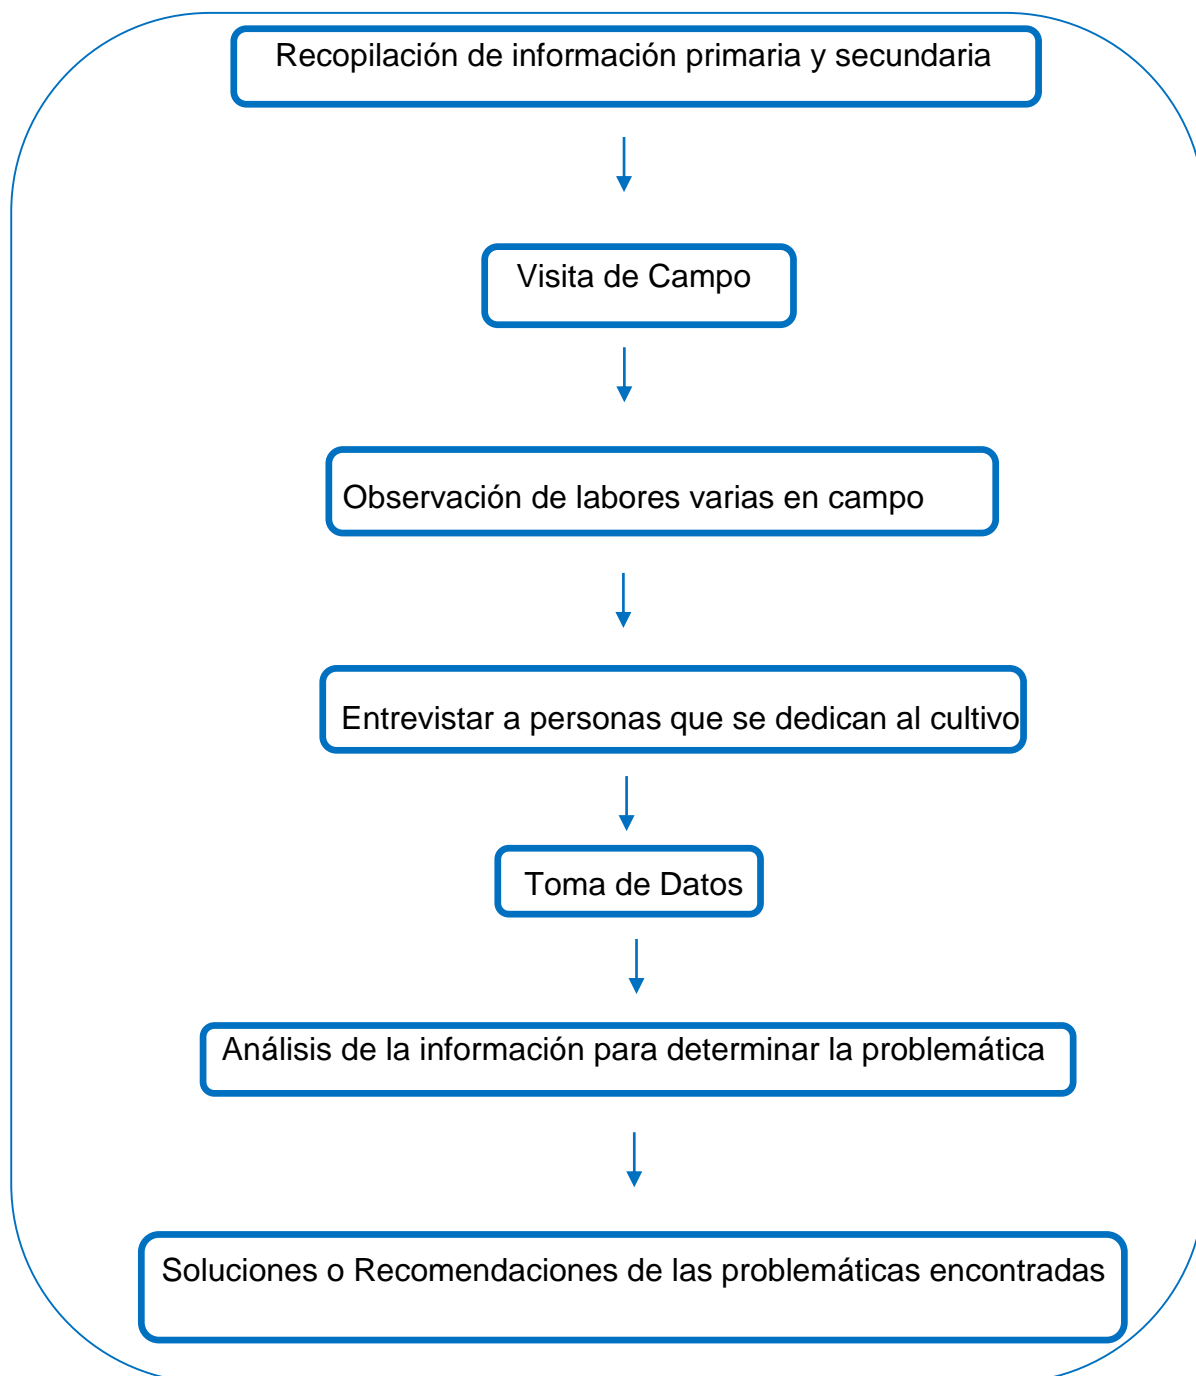 Recopilación de información primaria y secundaria
Visita de Campo
Observación de labores varias en campo
Entrevistar a personas que se dedican al cultivo
Toma de Datos
Análisis de la información para determinar la problemática
Soluciones o Recomendaciones de las problemáticas encontradas